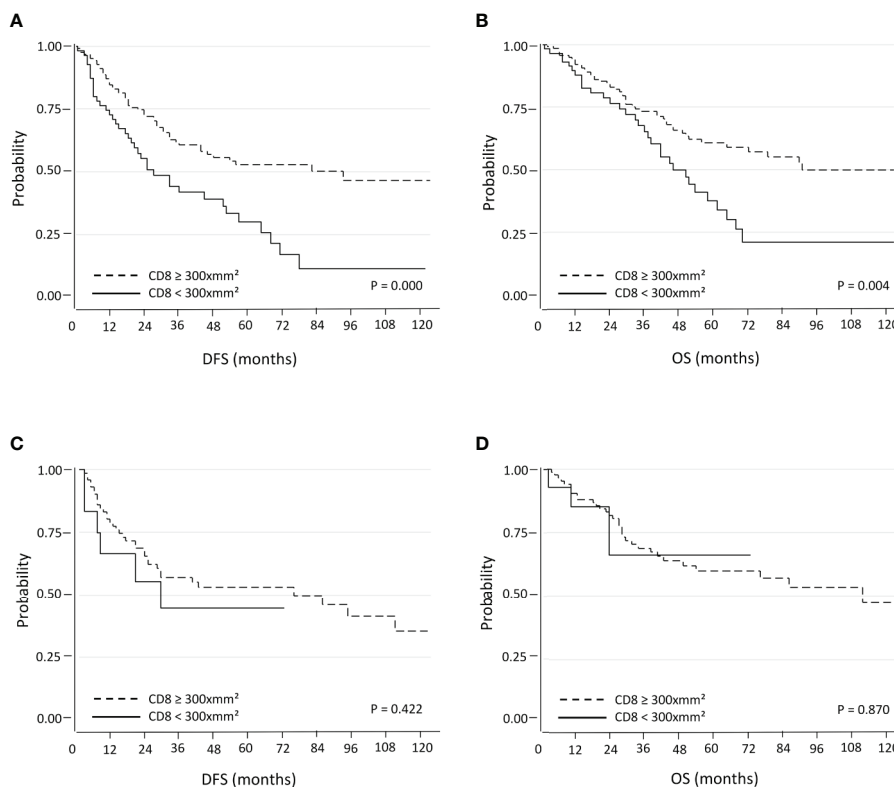 A
1.00
0.75
0.50
0.25
0.00
Probability
CD8 ≥ 300xmm²
CD8 < 300xmm²
P = 0.000
0 12 24 36 48 60 72 84 96 108 120
DFS (months)
B
1.00
0.75
0.50
0.25
0.00
Probability
CD8 ≥ 300xmm²
CD8 < 300xmm²
P = 0.004
0 12 24 36 48 60 72 84 96 108 120
OS (months)
C
1.00
0.75
0.50
0.25
0.00
Probability
CD8 ≥ 300xmm²
CD8 < 300xmm²
P = 0.422
0 12 24 36 48 60 72 84 96 108 120
DFS (months)
D
1.00
0.75
0.50
0.25
0.00
Probability
CD8 ≥ 300xmm²
CD8 < 300xmm²
P = 0.870
0 12 24 36 48 60 72 84 96 108 120
OS (months)